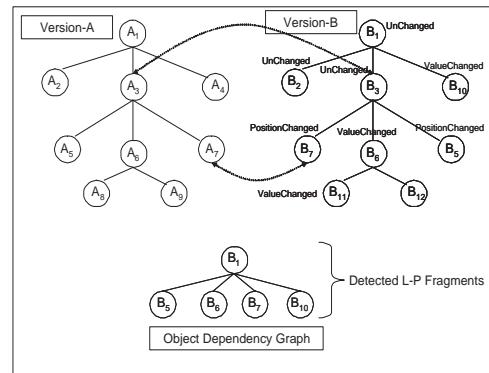 Version-A
Version-B
A1
B1
UnChanged
UnChanged
UnChanged
ValueChanged
A2
A3
A4
B2
B3
B10
PositionChanged
ValueChanged
PositionChanged
A5
A6
A7
B7
B6
B5
ValueChanged
A8
A9
B11
B12
B1
B5
B6
B7
B10
Detected L-P Fragments
Object Dependency Graph